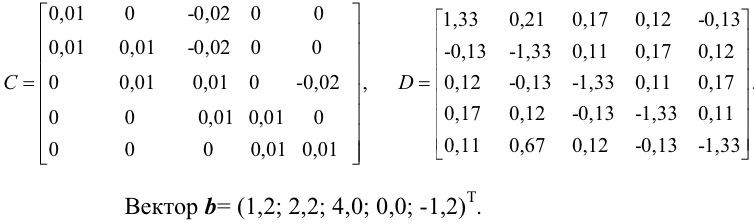 0,01 0 -0,02 0 0 1,33 0,21 0,17 0,12 -0,13
0,01 0,01 -0,02 0 0 -0,13 -1,33 0,11 0,17 0,12
C = 0 0,01 0,01 0 -0,02 , D = 0,12 -0,13 -1,33 0,11 0,17 .
0 0 0,01 0,01 0 0,17 0,12 -0,13 -1,33 0,11
0 0 0 0,01 0,01 0,11 0,67 0,12 -0,13 -1,33
Вектор b= (1,2; 2,2; 4,0; 0,0; -1,2)T.